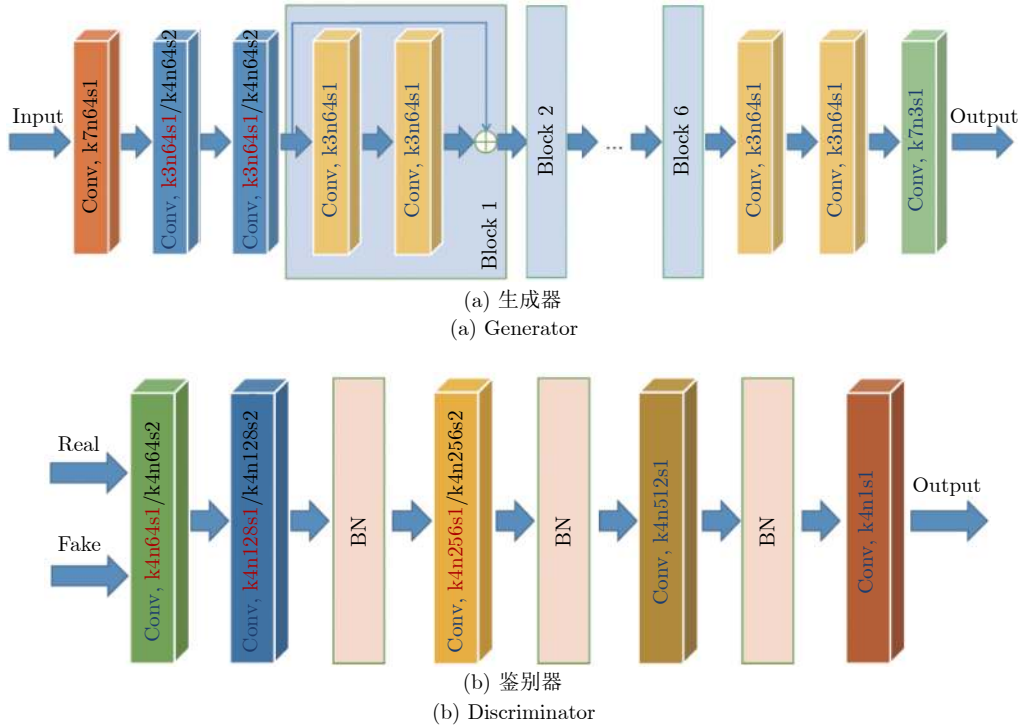 Input
Conv, k7n64s1
Conv, k3n64s1/k4n64s2
Conv, k3n64s1/k4n64s2
Conv, k3n64s1
Conv, k3n64s1
Block 1
Block 2
...
Block 6
Conv, k3n64s1
Conv, k3n64s1
Conv, k7n3s1
Output
(a) 生成器
(a) Generator
Real
Fake
Conv, k4n64s1/k4n64s2
Conv, k4n128s1/k4n128s2
BN
Conv, k4n256s1/k4n256s2
BN
Conv, k4n512s1
BN
Conv, k4n1s1
Output
(b) 鉴别器
(b) Discriminator